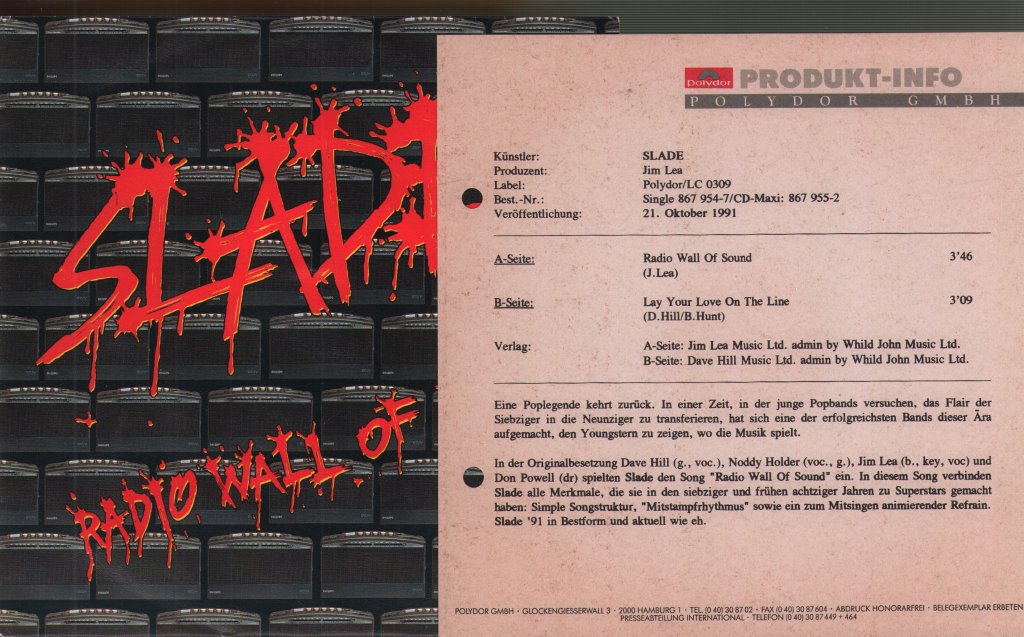 SLADE
RADIO WALL OF
Polydor PRODUKT-INFO
POLYDOR GMBH
Künstler: SLADE
Produzent: Jim Lea
Label: Polydor/LC 0309
Best.-Nr.: Single 867 954-7/CD-Maxi: 867 955-2
Veröffentlichung: 21. Oktober 1991
A-Seite: Radio Wall Of Sound 3'46
(J.Lea)
B-Seite: Lay Your Love On The Line 3'09
(D.Hill/B.Hunt)
Verlag: A-Seite: Jim Lea Music Ltd. admin by Whild John Music Ltd.
B-Seite: Dave Hill Music Ltd. admin by Whild John Music Ltd.
Eine Poplegende kehrt zurück. In einer Zeit, in der junge Popbands versuchen, das Flair der
Siebziger in die Neunziger zu transferieren, hat sich eine der erfolgreichsten Bands dieser Ära
aufgemacht, den Youngstern zu zeigen, wo die Musik spielt.
In der Originalbesetzung Dave Hill (g., voc.), Noddy Holder (voc., g.), Jim Lea (b., key, voc) und
Don Powell (dr) spielten Slade den Song "Radio Wall Of Sound" ein. In diesem Song verbinden
Slade alle Merkmale, die sie in den siebziger und frühen achtziger Jahren zu Superstars gemacht
haben: Simple Songstruktur, "Mitstampfrhythmus" sowie ein zum Mitsingen animierender Refrain.
Slade '91 in Bestform und aktuell wie eh.
POLYDOR GMBH · GLOCKENGIESSERWALL 3 · 2000 HAMBURG 1 · TEL. (0 40) 30 87 02 · FAX (0 40) 30 87 604 · ABDRUCK HONORARFREI · BELEGEXEMPLAR ERBETEN
PRESSEABTEILUNG INTERNATIONAL · TELEFON (0 40) 30 87 449 + 464